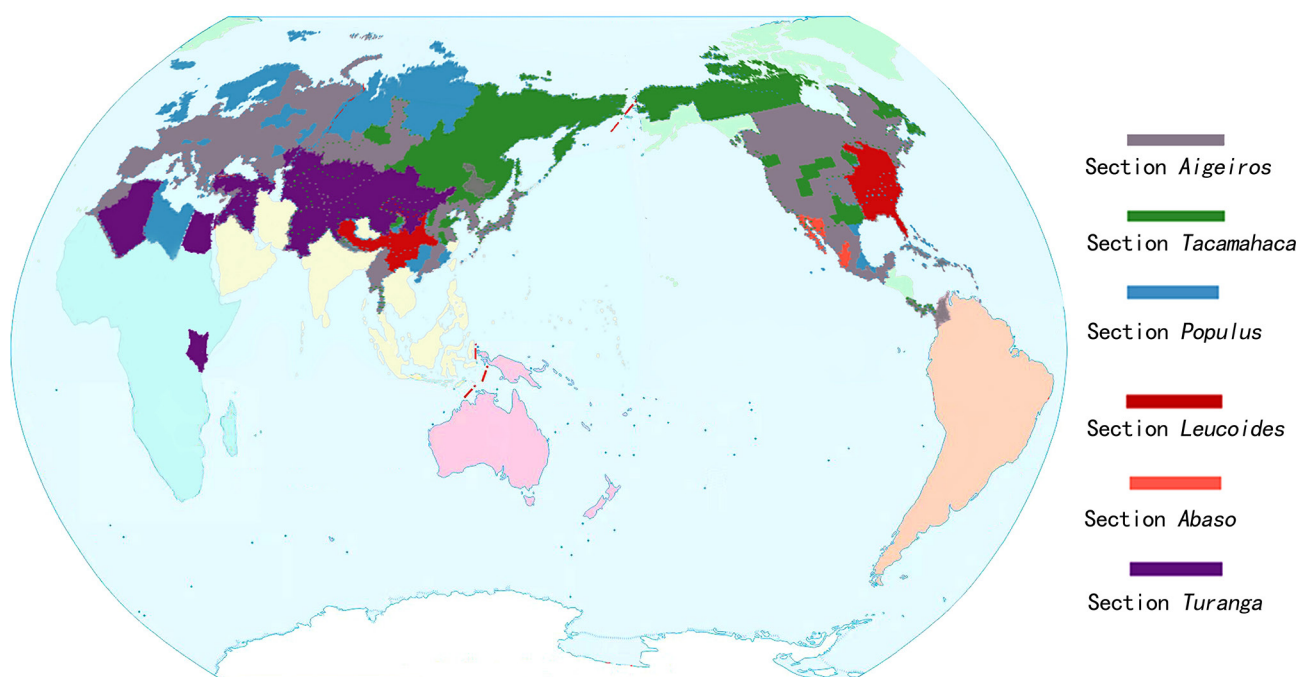 Section Aigeiros
Section Tacamahaca
Section Populus
Section Leucoides
Section Abaso
Section Turanga